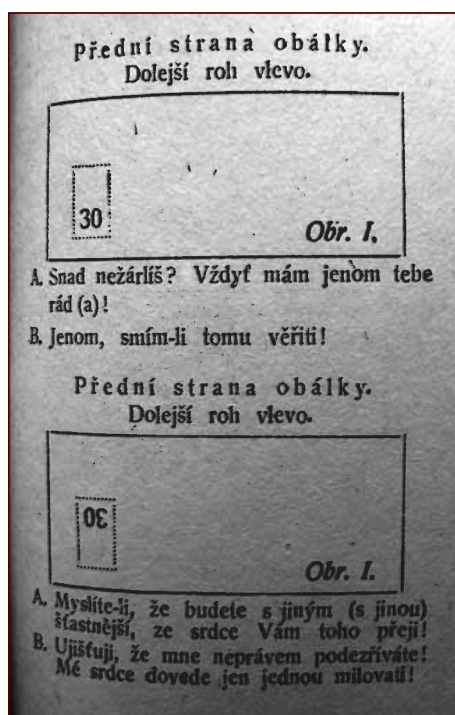 Přední strana obálky.
Dolejší roh vlevo.
30
Obr. I.
A. Snad nežárlíš? Vždyť mám jenom tebe
rád (a)!
B. Jenom, smím-li tomu věřiti!
Přední strana obálky.
Dolejší roh vlevo.
30
Obr. I.
A. Myslíte-li, že budete s jiným (s jinou)
šťastnější, ze srdce Vám toho přeji!
B. Ujišťuji, že mne neprávem podezříváte!
Mé srdce dovede jen jednou milovati!